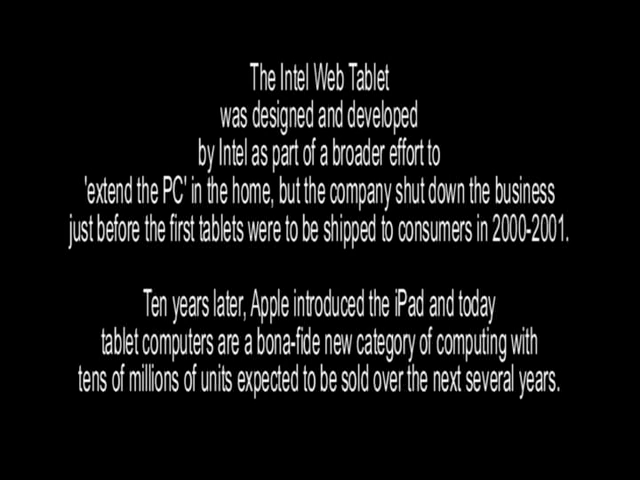 The Intel Web Tablet
was designed and developed
by Intel as part of a broader effort to
'extend the PC' in the home, but the company shut down the business
just before the first tablets were to be shipped to consumers in 2000-2001.
Ten years later, Apple introduced the iPad and today
tablet computers are a bona-fide new category of computing with
tens of millions of units expected to be sold over the next several years.